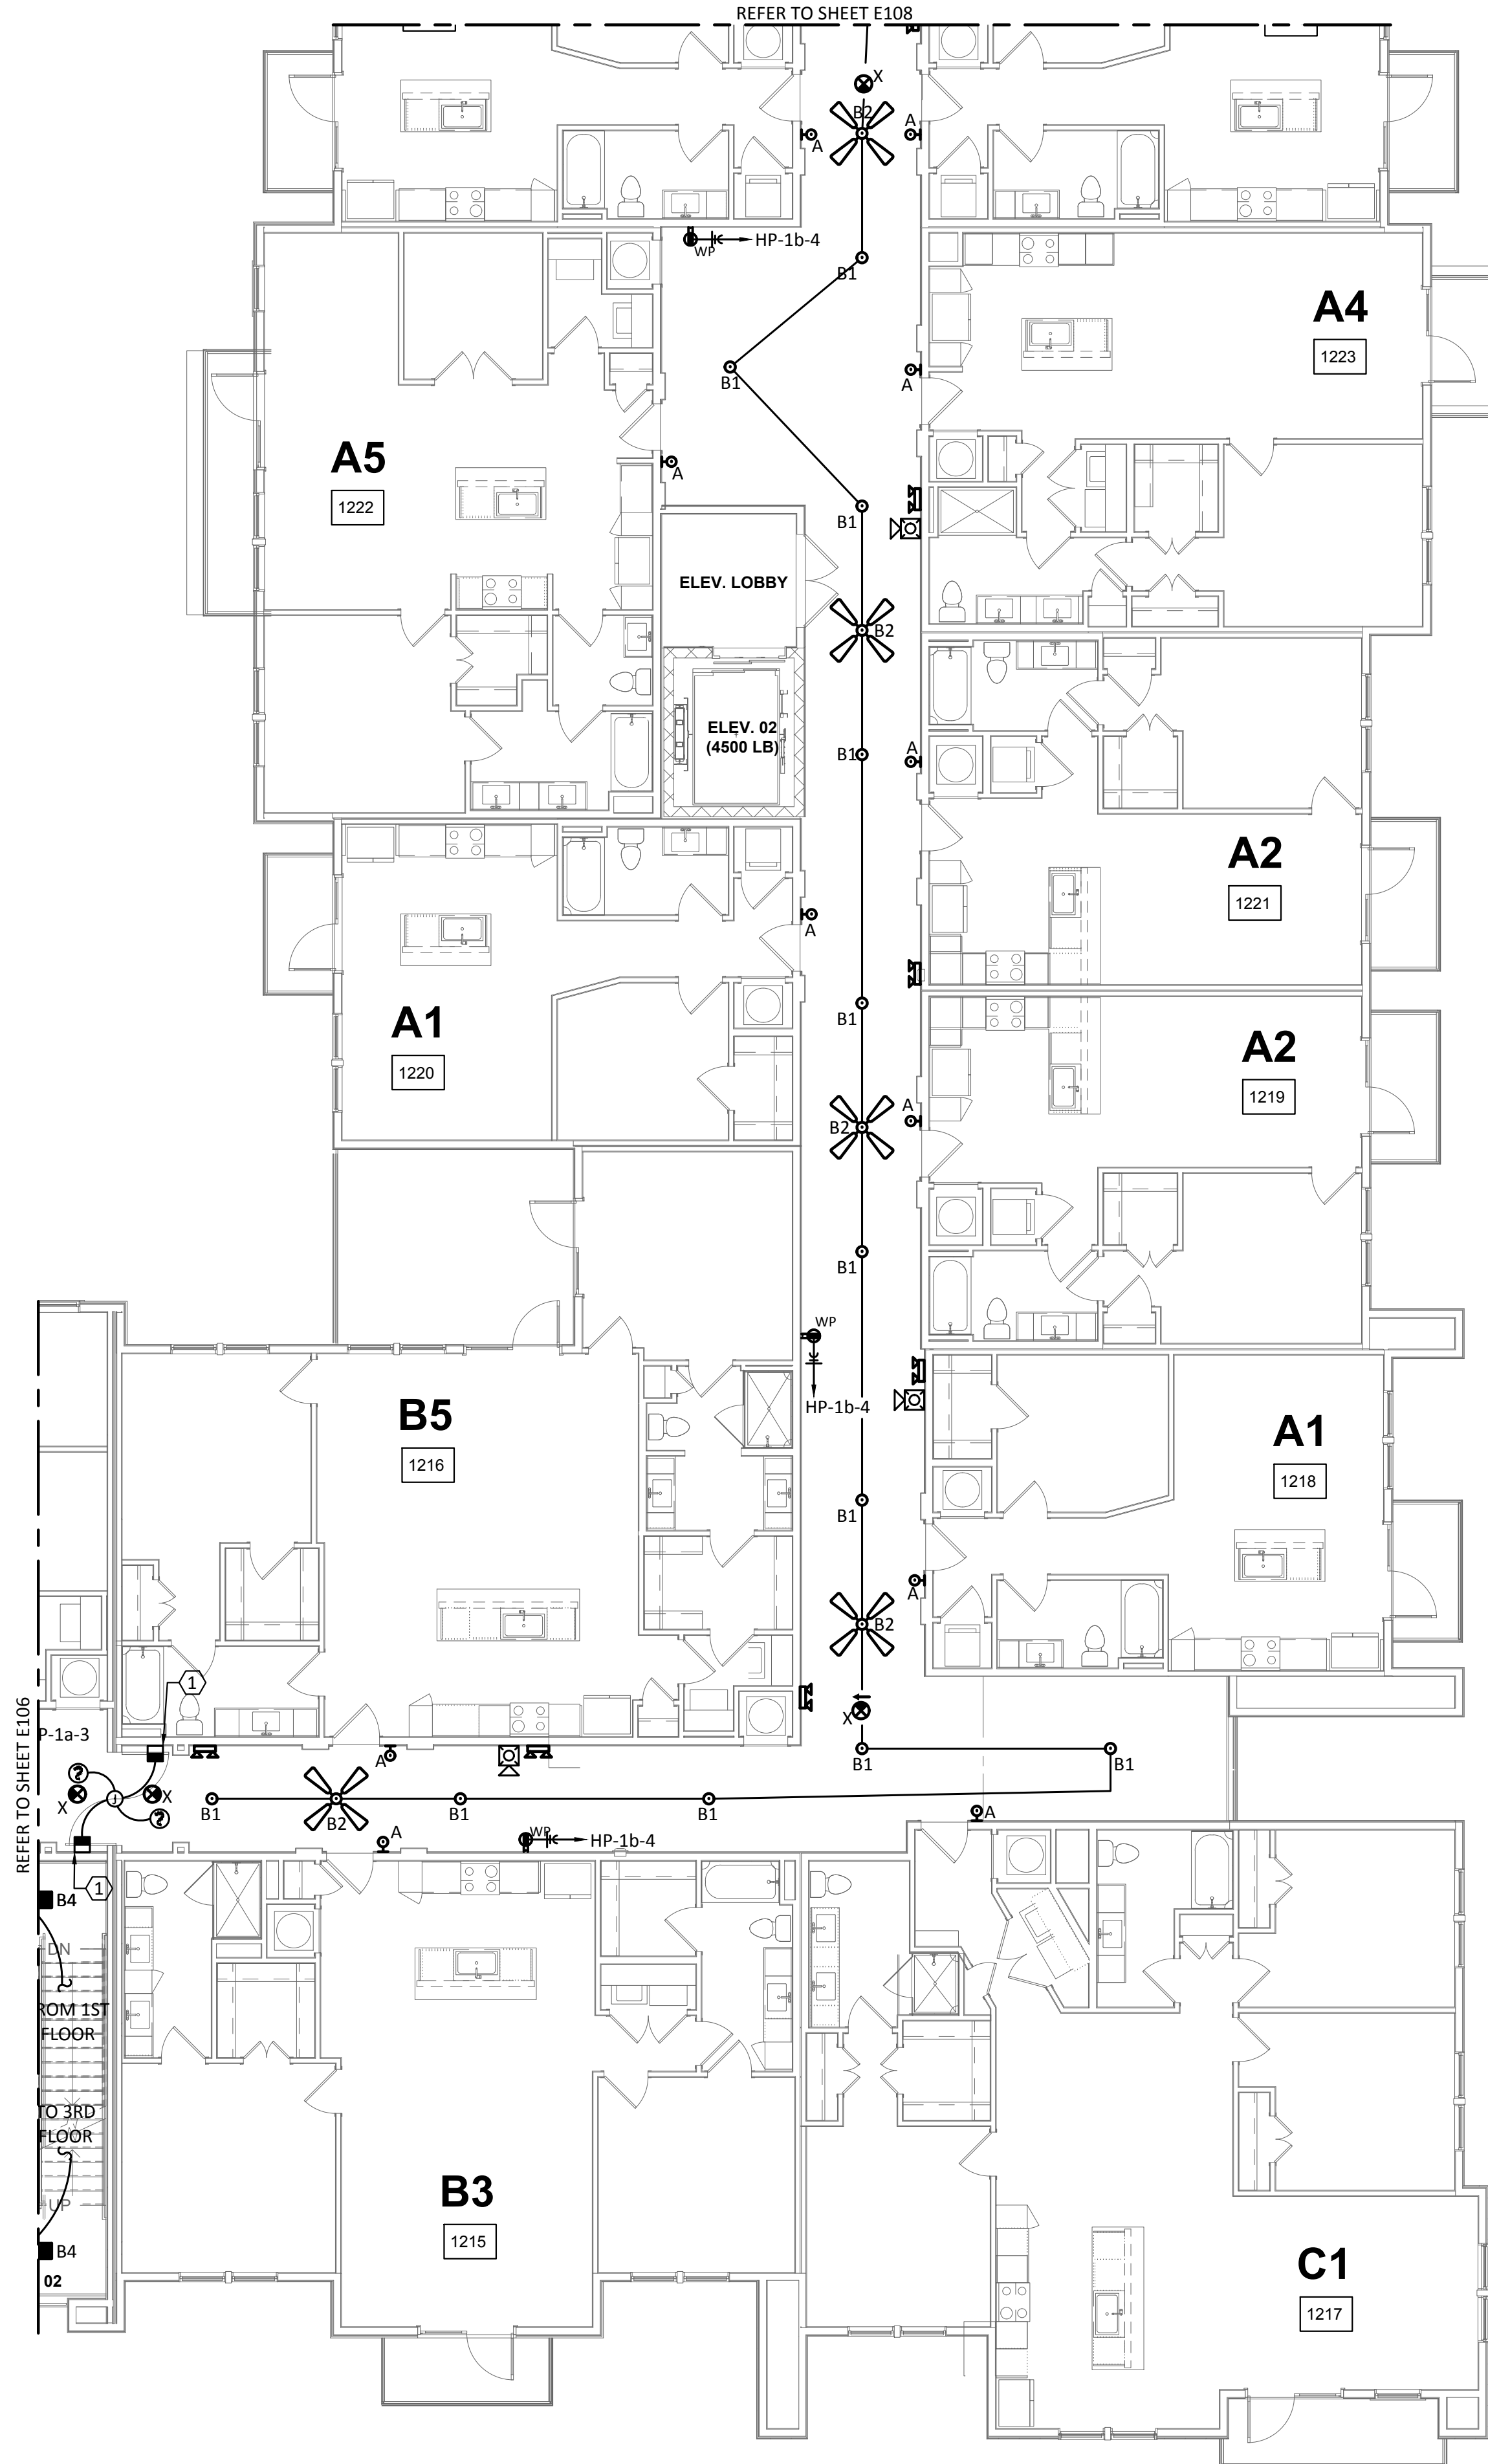 REFER TO SHEET E108
X
B2
A
A
WP
HP-1b-4
B1
A4
1223
B1
A
A5
1222
A
B1
ELEV. LOBBY
B2
ELEV. 02
(4500 LB)
B1
A
A2
1221
A
A1
1220
B1
A2
1219
A
B2
B1
WP
HP-1b-4
B5
1216
A1
1218
B1
A
B2
1
X
REFER TO SHEET E106
P-1a-3
A
B1
B1
J
X
X
B1
B2
B1
B1
A
A
WP
HP-1b-4
1
B4
DN
ROM 1ST
FLOOR
TO 3RD
FLOOR
UP
B4
02
B3
1215
C1
1217